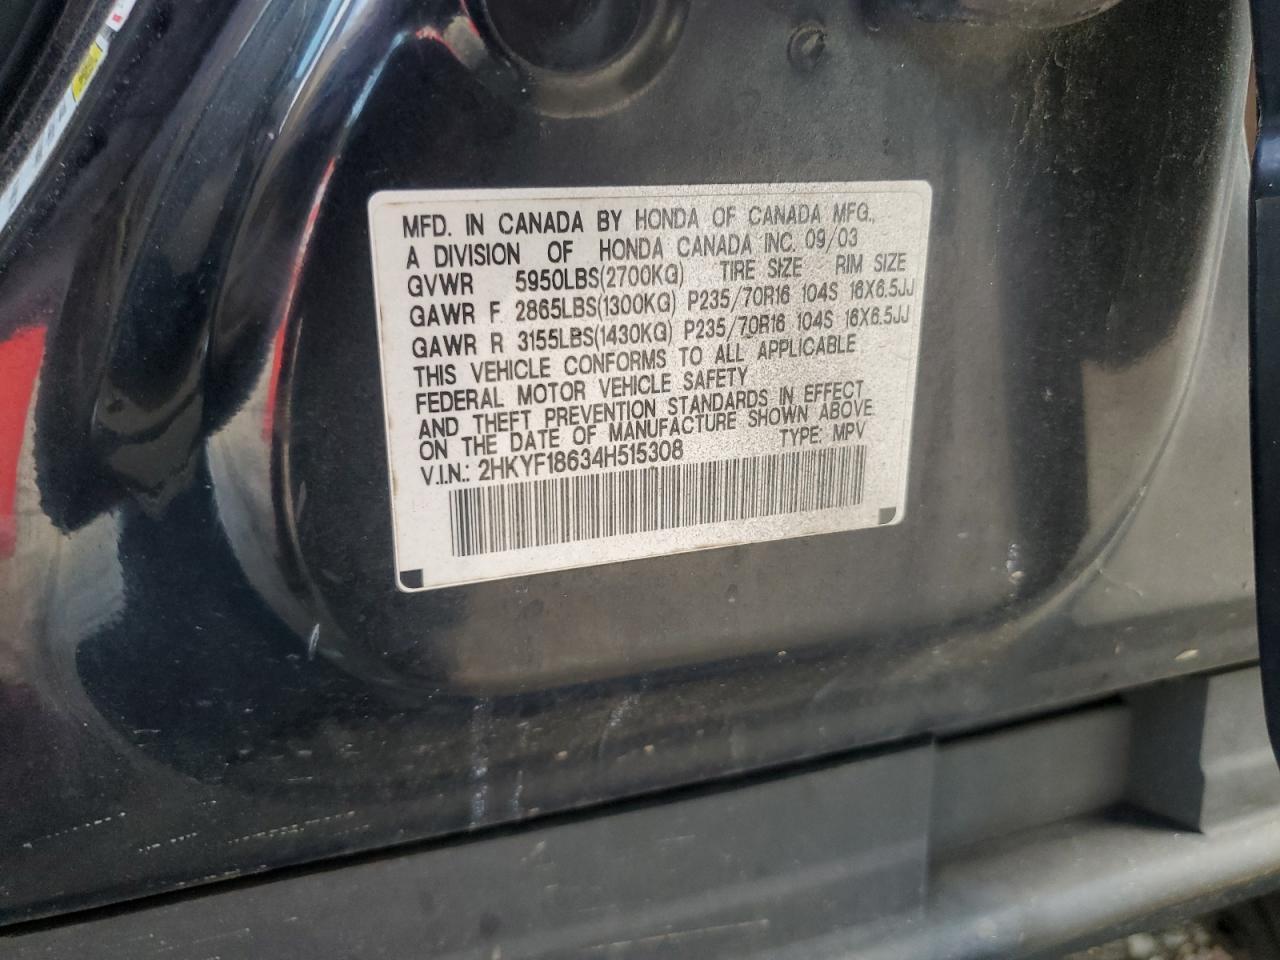 MFD. IN CANADA BY HONDA OF CANADA MFG.,
A DIVISION OF HONDA CANADA INC. 09/03
GVWR 5950LBS(2700KG) TIRE SIZE RIM SIZE
GAWR F 2865LBS(1300KG) P235/70R16 104S 16X6.5JJ
GAWR R 3155LBS(1430KG) P235/70R16 104S 16X6.5JJ
THIS VEHICLE CONFORMS TO ALL APPLICABLE
FEDERAL MOTOR VEHICLE SAFETY
AND THEFT PREVENTION STANDARDS IN EFFECT
ON THE DATE OF MANUFACTURE SHOWN ABOVE
V.I.N.: 2HKYF18634H515308 TYPE: MPV